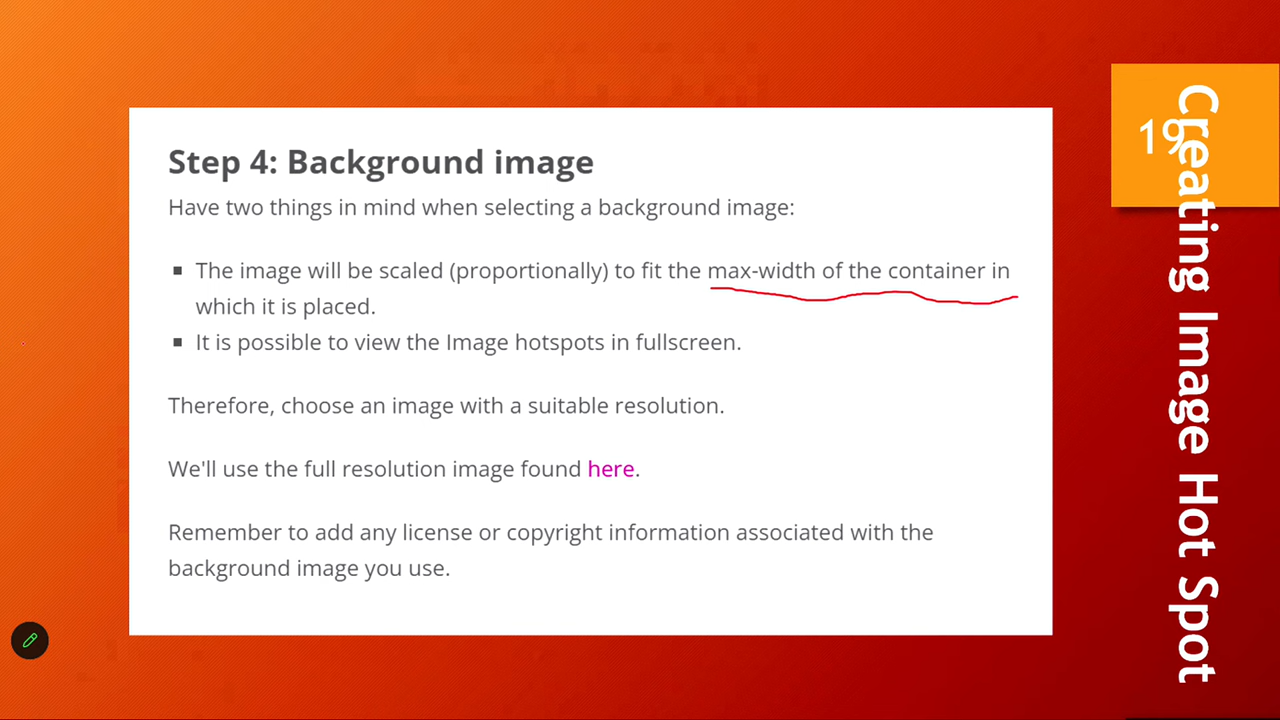 Step 4: Background image
Have two things in mind when selecting a background image:
▪ The image will be scaled (proportionally) to fit the max-width of the container in
which it is placed.
▪ It is possible to view the Image hotspots in fullscreen.
Therefore, choose an image with a suitable resolution.
We'll use the full resolution image found here.
Remember to add any license or copyright information associated with the
background image you use.
19
Creating Image Hot Spot